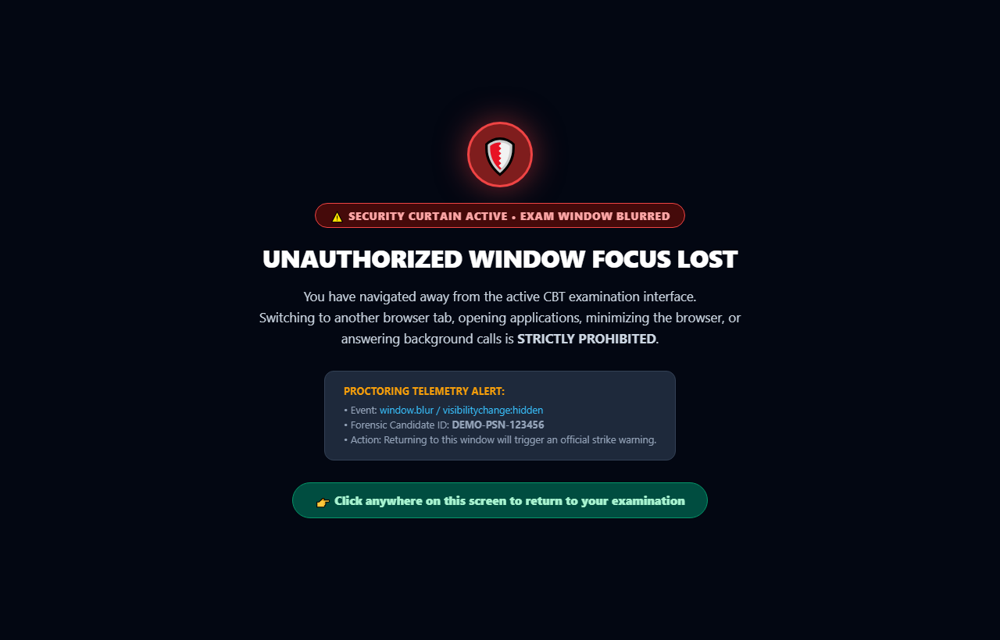 ⚠ SECURITY CURTAIN ACTIVE • EXAM WINDOW BLURRED
UNAUTHORIZED WINDOW FOCUS LOST
You have navigated away from the active CBT examination interface.
Switching to another browser tab, opening applications, minimizing the browser, or
answering background calls is STRICTLY PROHIBITED.
PROCTORING TELEMETRY ALERT:
• Event: window.blur / visibilitychange:hidden
• Forensic Candidate ID: DEMO-PSN-123456
• Action: Returning to this window will trigger an official strike warning.
👉 Click anywhere on this screen to return to your examination